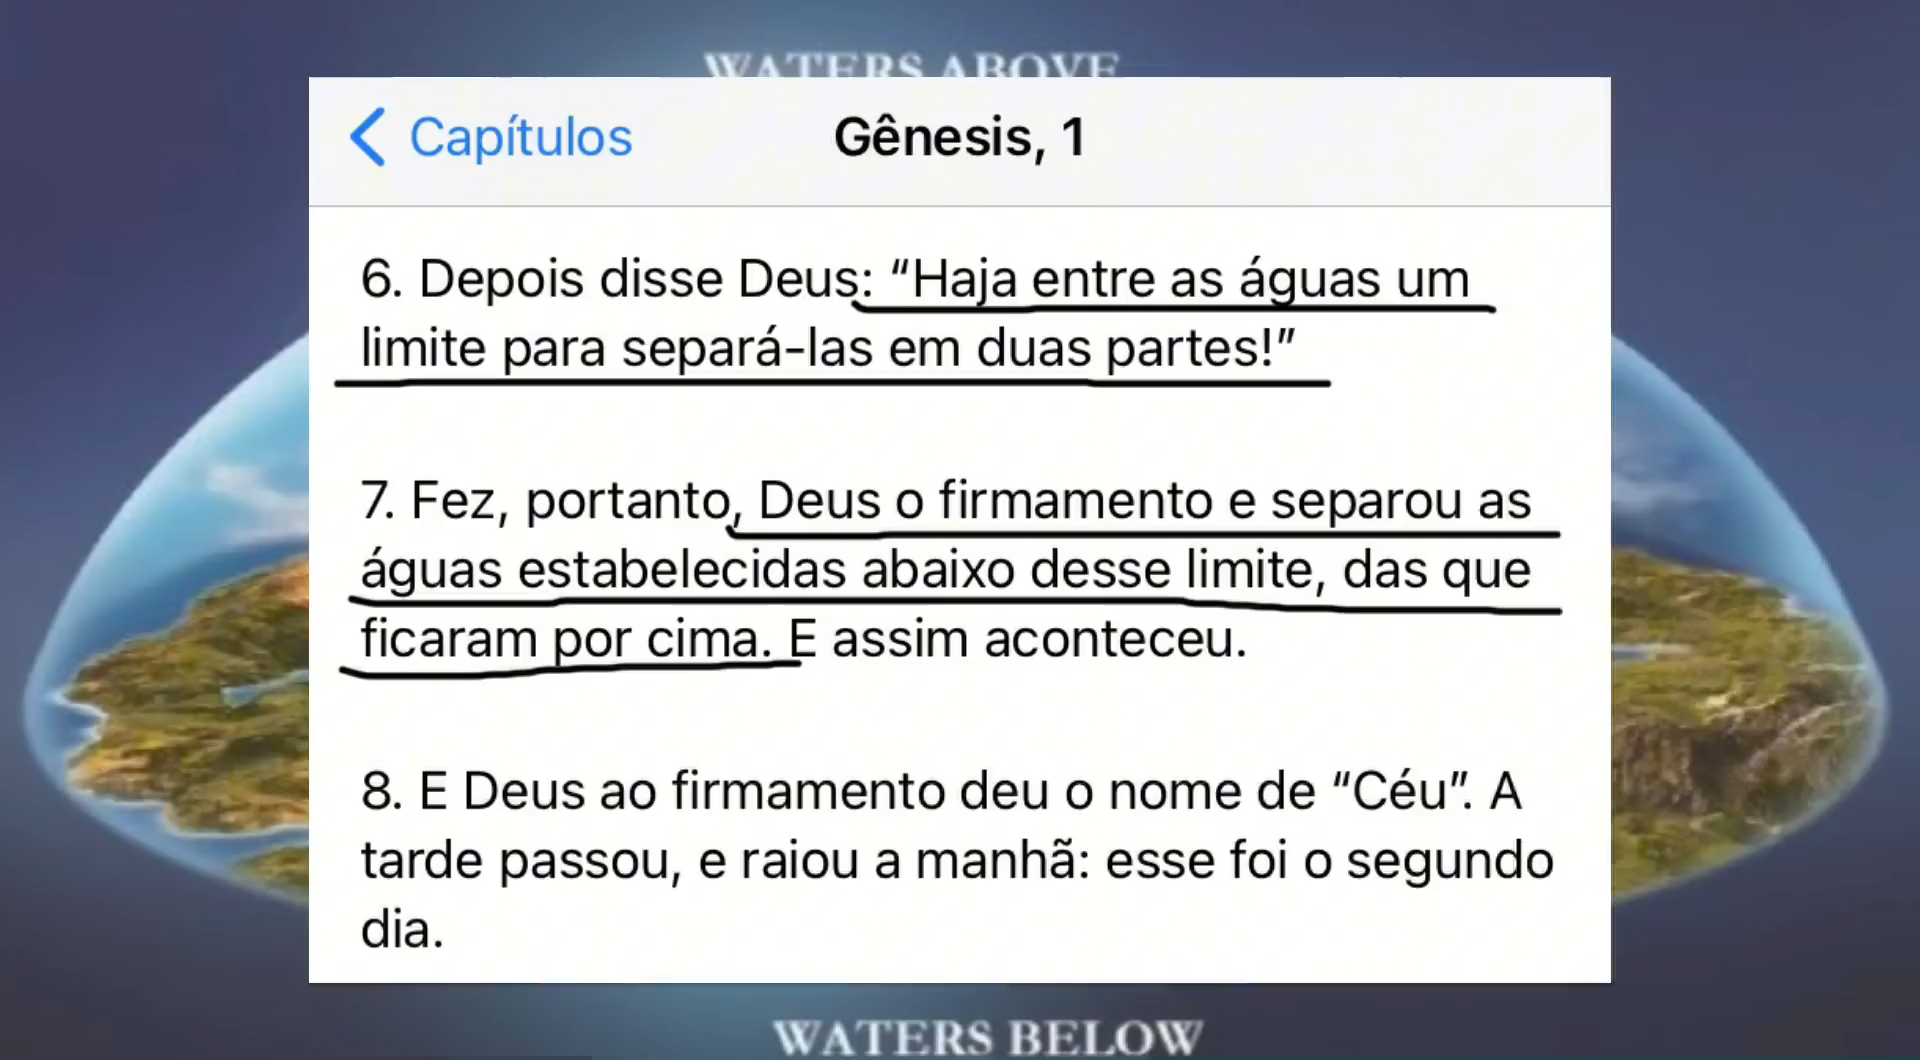 WATERS ABOVE
Capítulos
Gênesis, 1
6. Depois disse Deus: “Haja entre as águas um
limite para separá-las em duas partes!”
7. Fez, portanto, Deus o firmamento e separou as
águas estabelecidas abaixo desse limite, das que
ficaram por cima. E assim aconteceu.
8. E Deus ao firmamento deu o nome de “Céu”. A
tarde passou, e raiou a manhã: esse foi o segundo
dia.
WATERS BELOW